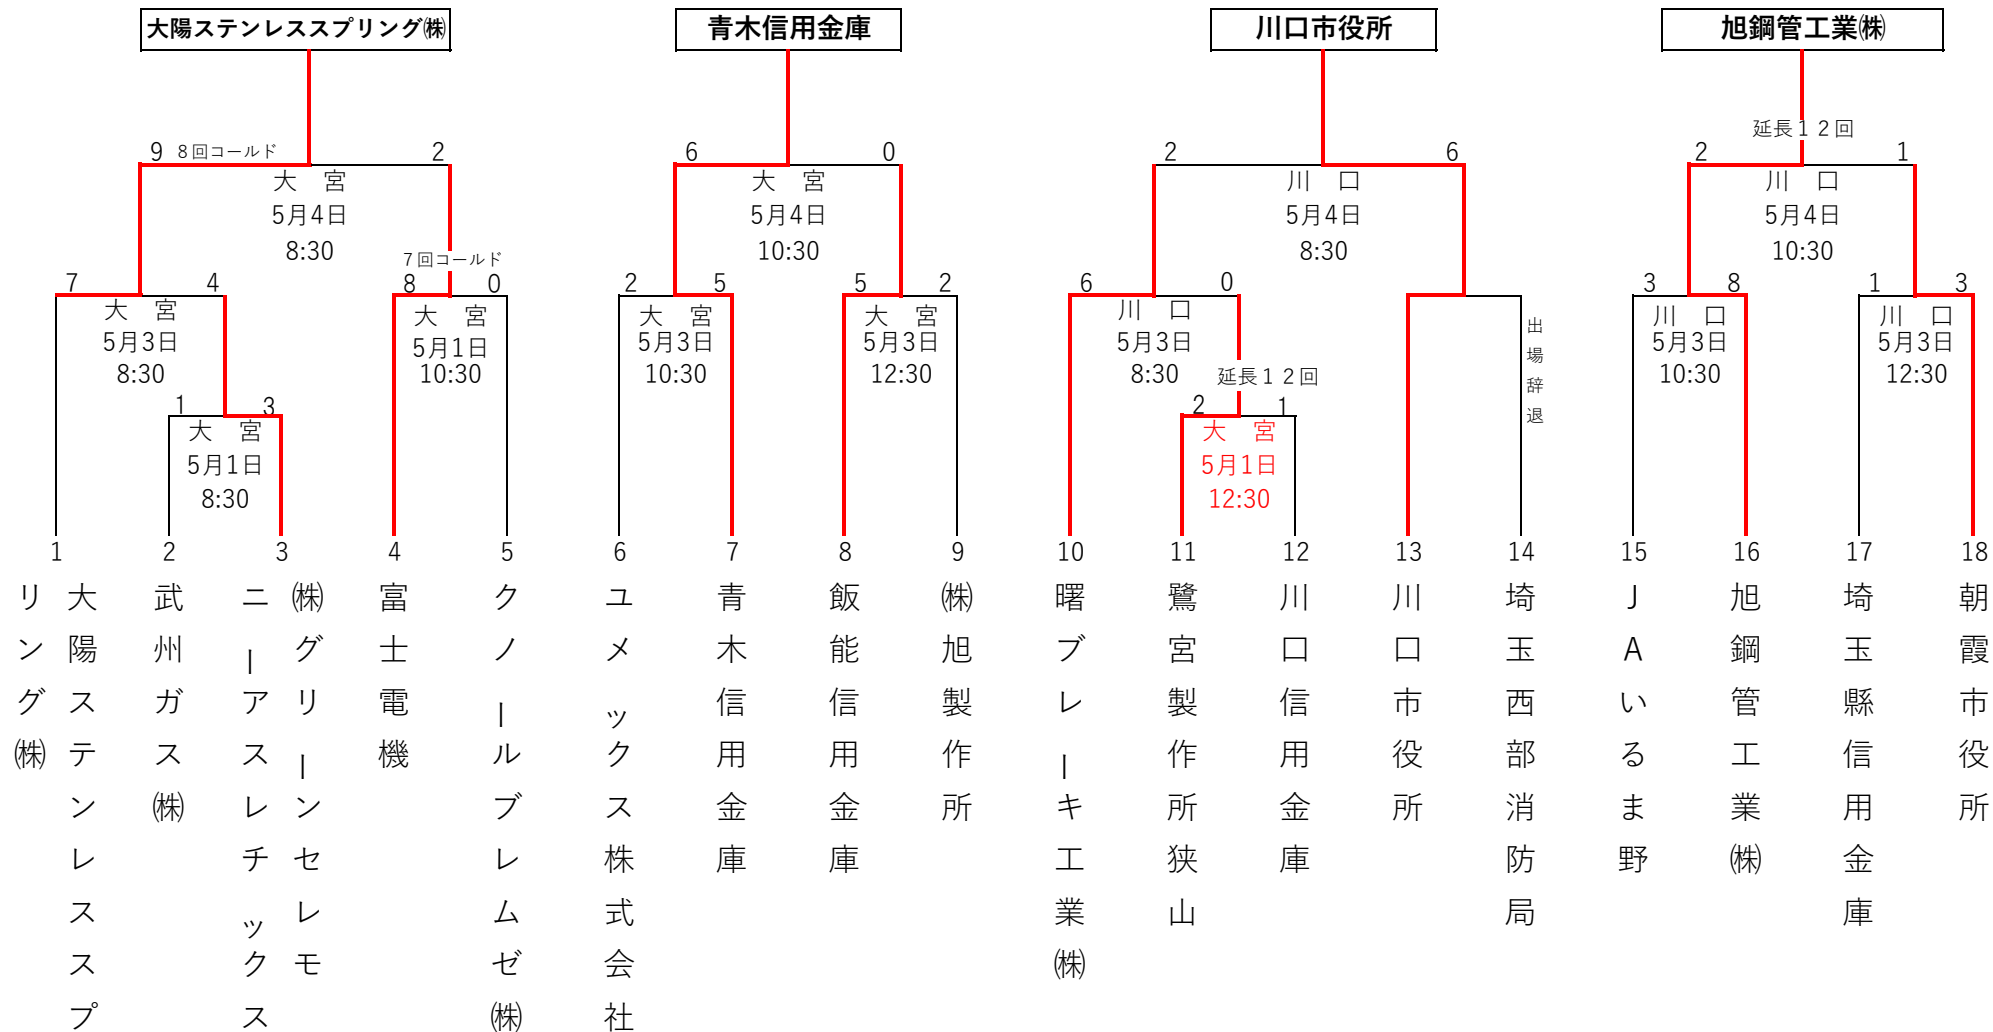 大陽ステンレススプリング㈱
青木信用金庫
川口市役所
旭鋼管工業㈱
延長１２回
9 8回コールド 2
6 0
2 6
2 1
大 宮
5月4日
8:30
大 宮
5月4日
10:30
川 口
5月4日
8:30
川 口
5月4日
10:30
7回コールド
7 4
8 0
2 5
5 2
6 0
3 8
1 3
大 宮
5月3日
8:30
大 宮
5月1日
10:30
大 宮
5月3日
10:30
大 宮
5月3日
12:30
川 口
5月3日
8:30
出場辞退
川 口
5月3日
10:30
川 口
5月3日
12:30
延長１２回
1 3
2 1
大 宮
5月1日
8:30
大 宮
5月1日
12:30
1 2 3 4 5 6 7 8 9 10 11 12 13 14 15 16 17 18
大陽ステンレススプ
リング㈱
武州ガス㈱
㈱グリーンセレモ
ニーアスレチックス
富士電機
クノールブレムゼ㈱
ユメックス株式会社
青木信用金庫
飯能信用金庫
㈱旭製作所
曙ブレーキ工業㈱
鷺宮製作所狭山
川口信用金庫
川口市役所
埼玉西部消防局
JAいるま野
旭鋼管工業㈱
埼玉縣信用金庫
朝霞市役所